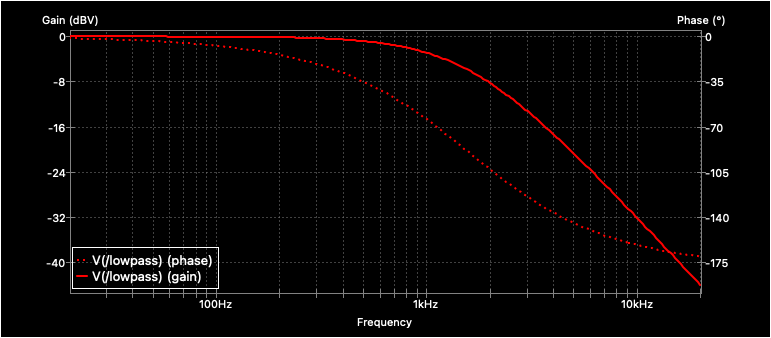 Gain (dBV) Phase (°)
0 0
-8 -35
-16 -70
-24 -105
-32 -140
-40 -175
V(/lowpass) (phase)
V(/lowpass) (gain)
100Hz 1kHz 10kHz
Frequency